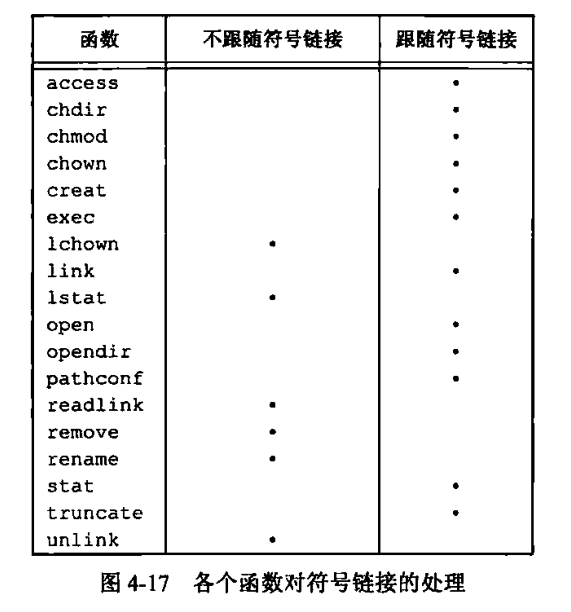 函数 不跟随符号链接 跟随符号链接
access •
chdir •
chmod •
chown •
creat •
exec •
lchown •
link •
lstat •
open •
opendir •
pathconf •
readlink •
remove •
rename •
stat •
truncate •
unlink •
图 4-17 各个函数对符号链接的处理